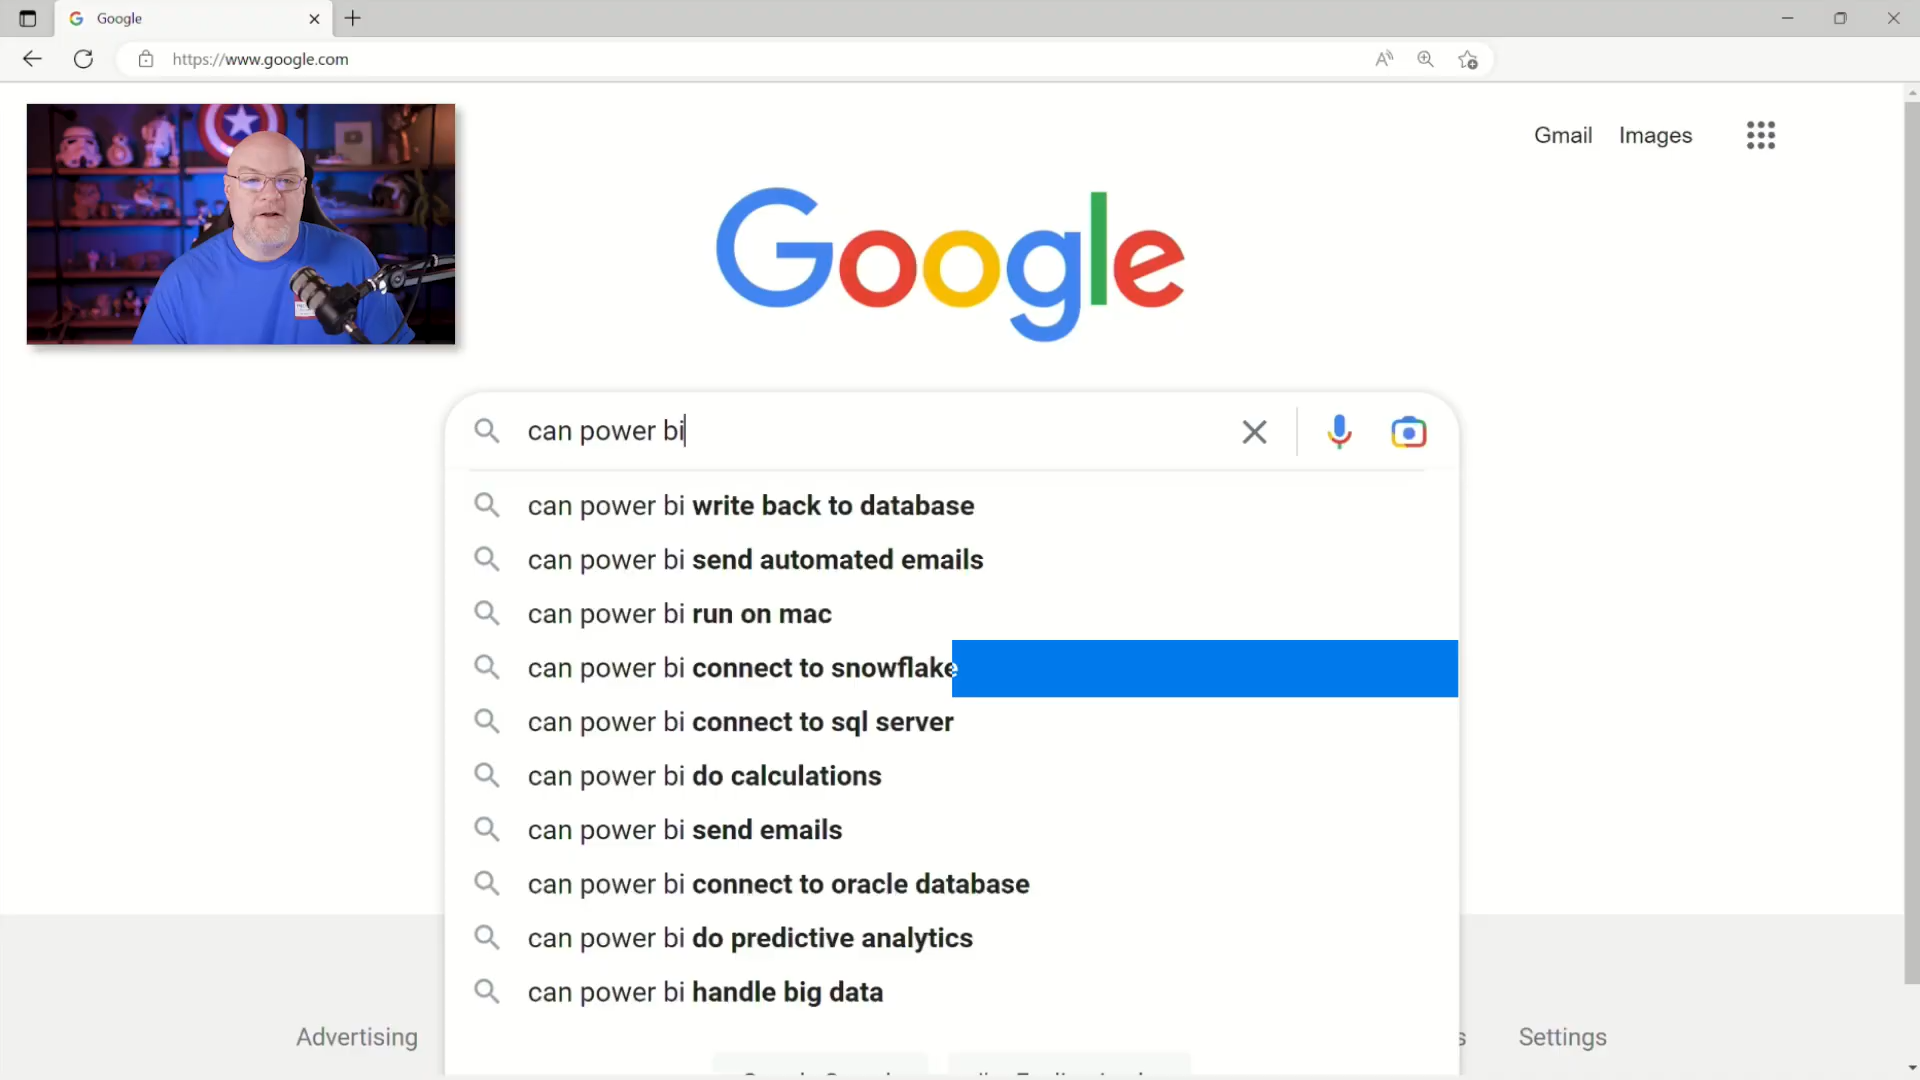 Google
https://www.google.com
Gmail Images
Google
can power bi
can power bi write back to database
can power bi send automated emails
can power bi run on mac
can power bi connect to snowflake
can power bi connect to sql server
can power bi do calculations
can power bi send emails
can power bi connect to oracle database
can power bi do predictive analytics
can power bi handle big data
Advertising
Settings